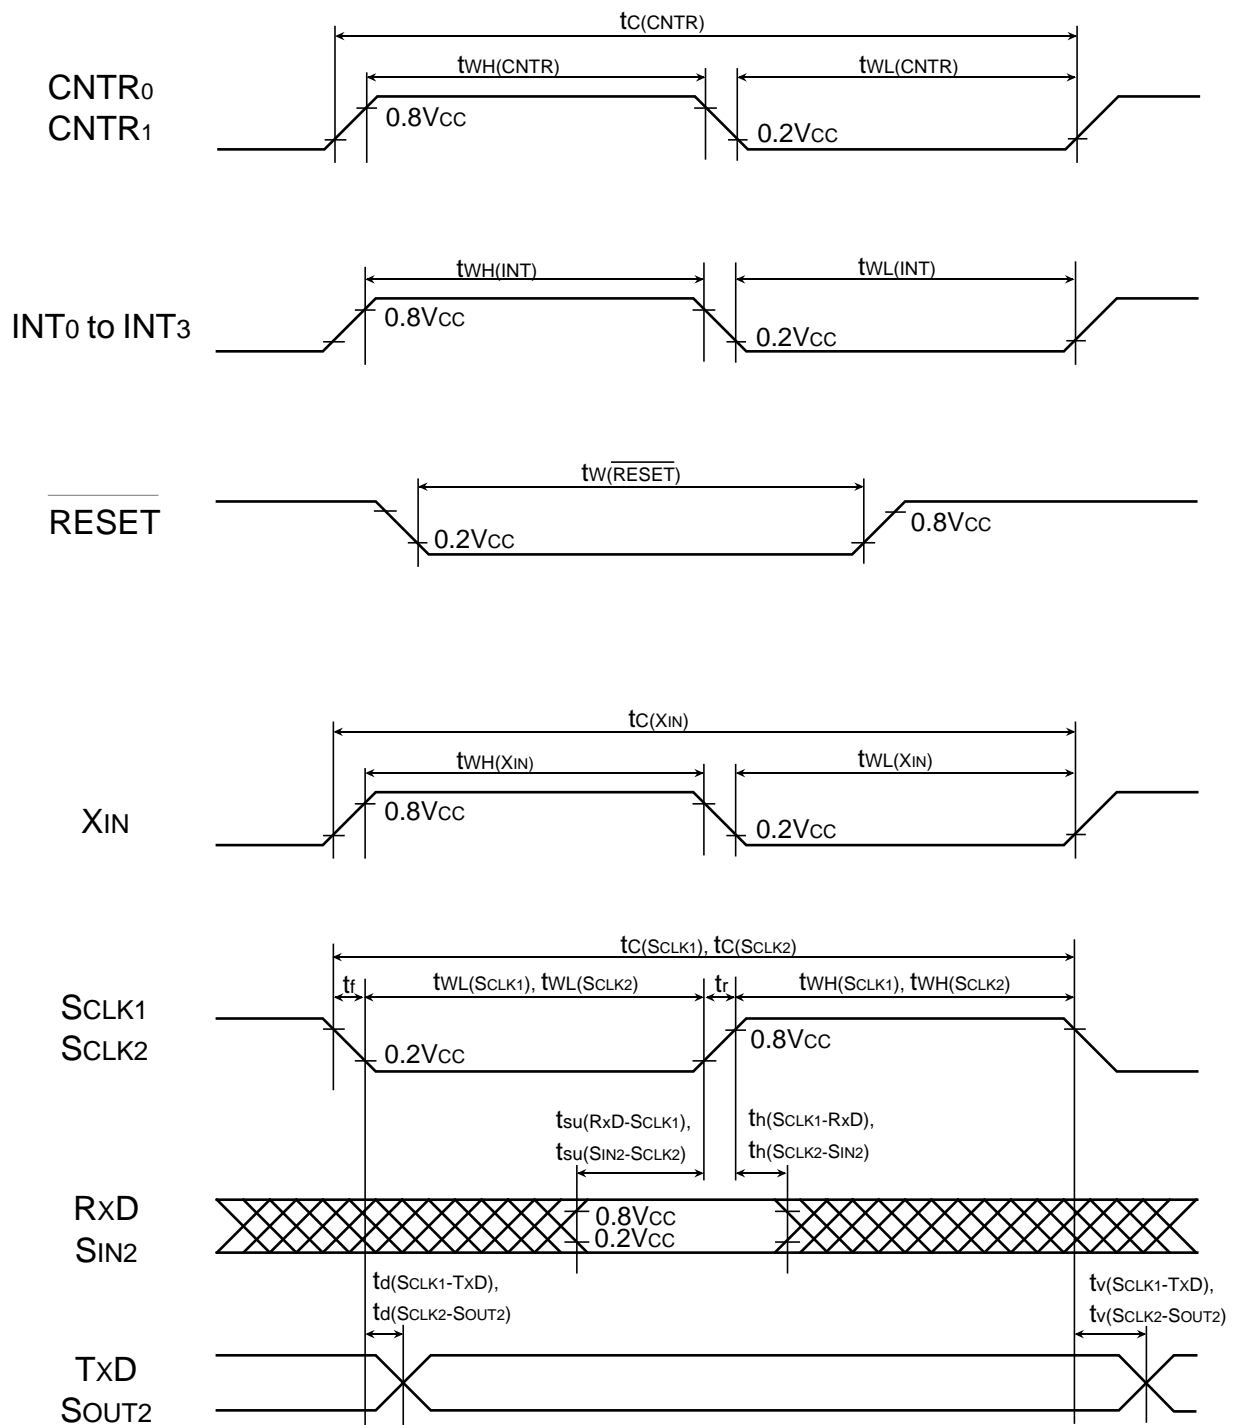 tC(CNTR)
tWH(CNTR) tWL(CNTR)
CNTR0
CNTR1
0.8VCC
0.2VCC
tWH(INT) tWL(INT)
INT0 to INT3
0.8VCC
0.2VCC
tW(RESET)
RESET
0.2VCC
0.8VCC
tC(XIN)
tWH(XIN) tWL(XIN)
XIN
0.8VCC
0.2VCC
tC(SCLK1), tC(SCLK2)
tf tWL(SCLK1), tWL(SCLK2) tr tWH(SCLK1), tWH(SCLK2)
SCLK1
SCLK2
0.2VCC
0.8VCC
tsu(RxD-SCLK1),
tsu(SIN2-SCLK2)
th(SCLK1-RxD),
th(SCLK2-SIN2)
RXD
SIN2
0.8VCC
0.2VCC
td(SCLK1-TXD),
td(SCLK2-SOUT2)
tv(SCLK1-TXD),
tv(SCLK2-SOUT2)
TXD
SOUT2